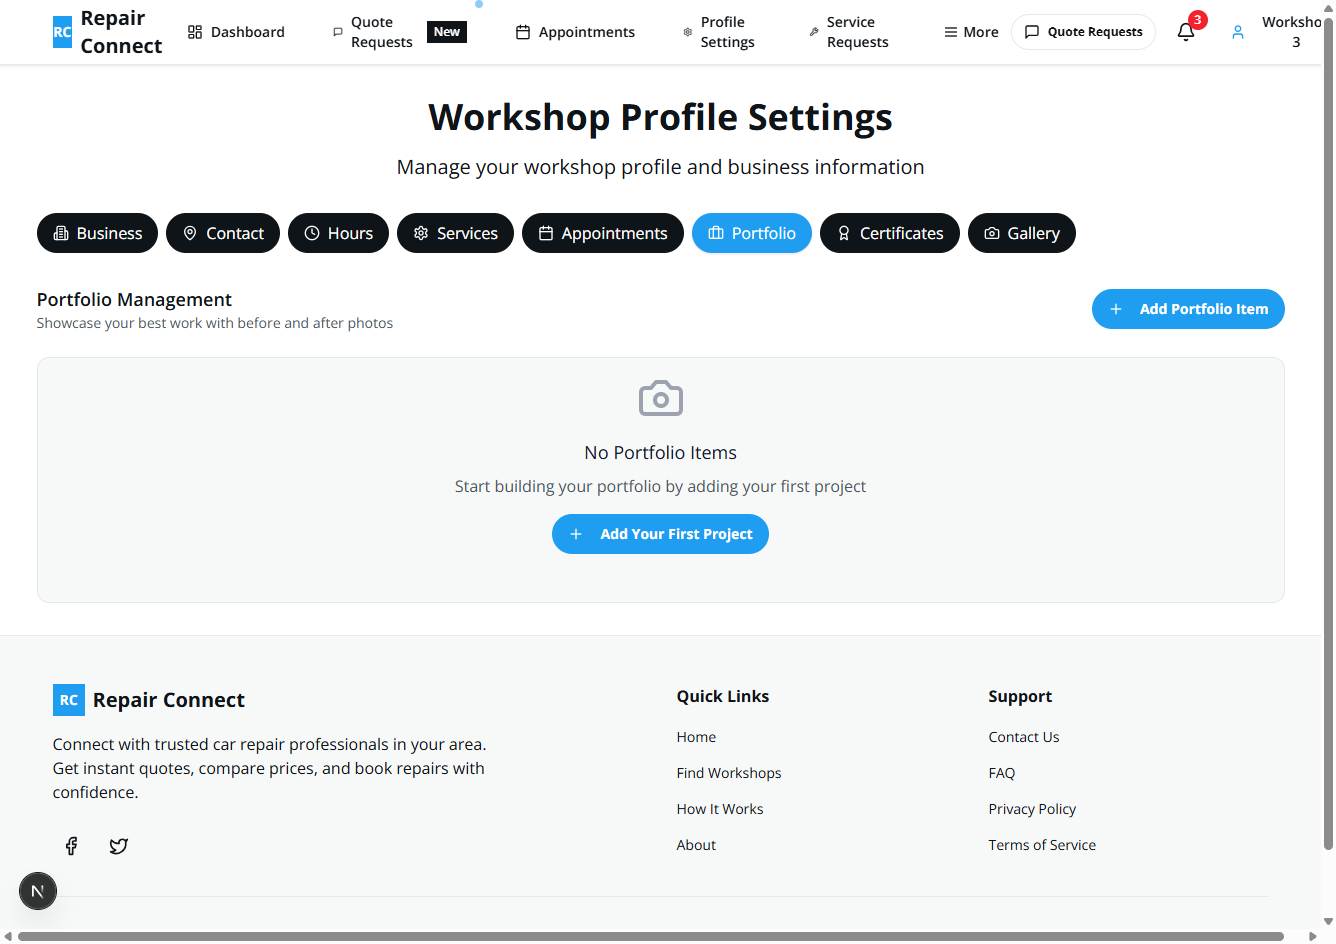 RC
Repair
Connect
Dashboard
Quote
Requests
New
Appointments
Profile
Settings
Service
Requests
More
Quote Requests
3
3
Workshop Profile Settings
Manage your workshop profile and business information
Business
Contact
Hours
Services
Appointments
Portfolio
Certificates
Gallery
Portfolio Management
Showcase your best work with before and after photos
Add Portfolio Item
No Portfolio Items
Start building your portfolio by adding your first project
Add Your First Project
RC Repair Connect
Connect with trusted car repair professionals in your area.
Get instant quotes, compare prices, and book repairs with
confidence.
Quick Links
Home
Find Workshops
How It Works
About
Support
Contact Us
FAQ
Privacy Policy
Terms of Service
N